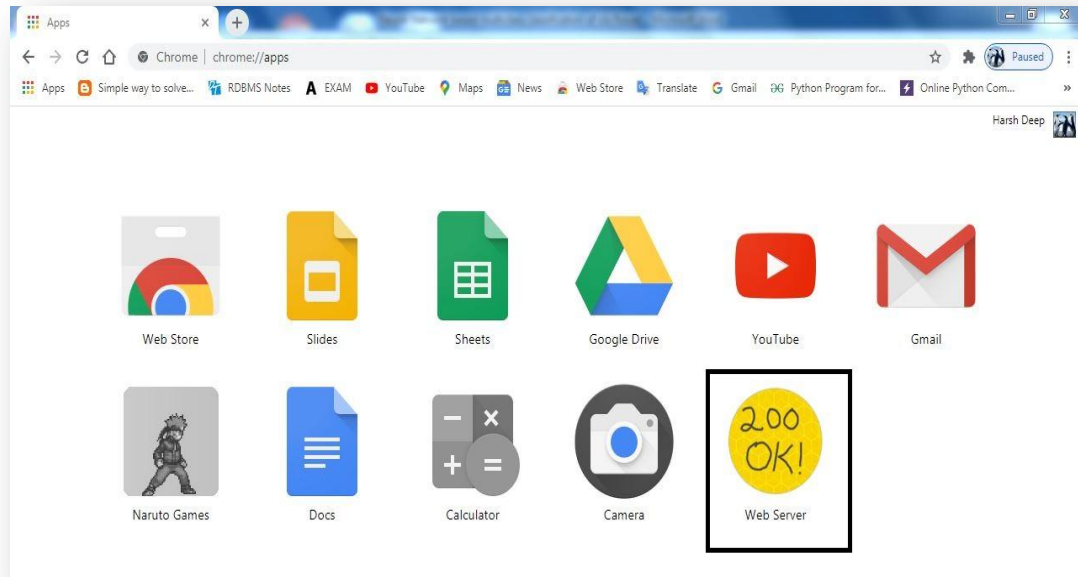 Apps
Chrome | chrome://apps
Paused
Apps Simple way to solve... RDBMS Notes EXAM YouTube Maps News Web Store Translate Gmail Python Program for... Online Python Com... »
Harsh Deep
Web Store Slides Sheets Google Drive YouTube Gmail
200
OK!
Naruto Games Docs Calculator Camera Web Server